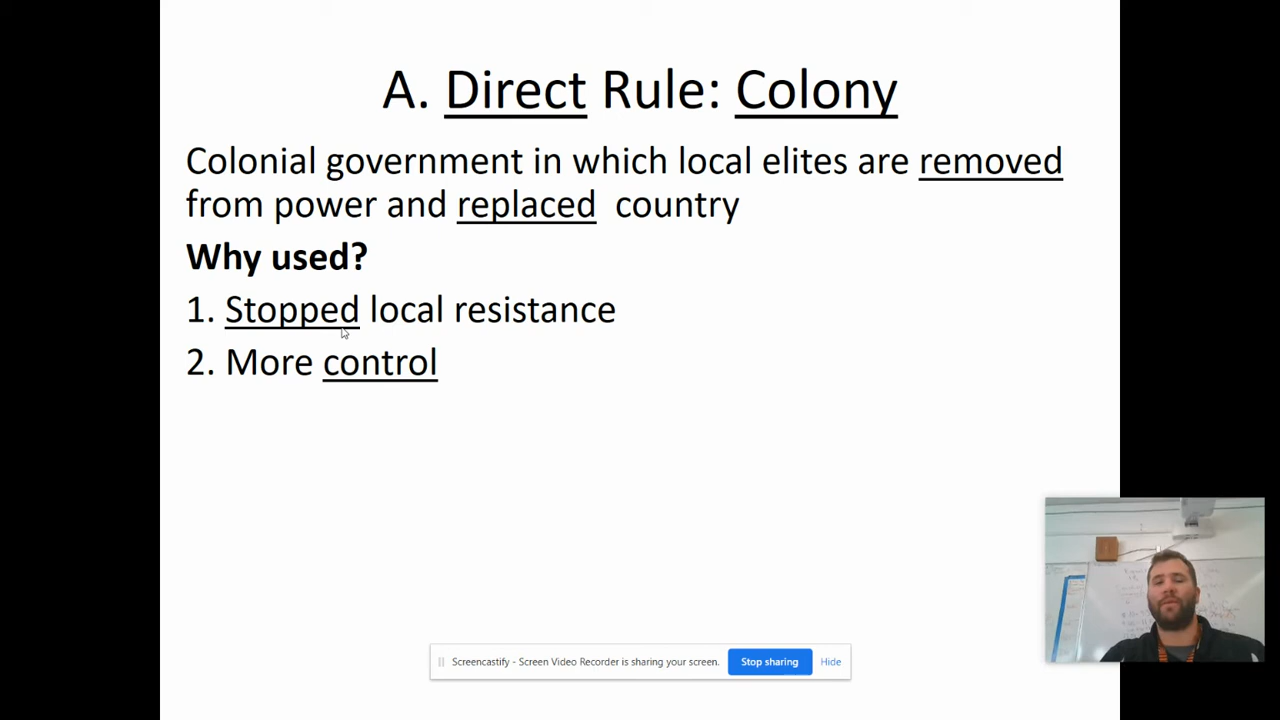 A. Direct Rule: Colony
Colonial government in which local elites are removed
from power and replaced  country
Why used?
1. Stopped local resistance
2. More control
Screencastify - Screen Video Recorder is sharing your screen.
Stop sharing
Hide